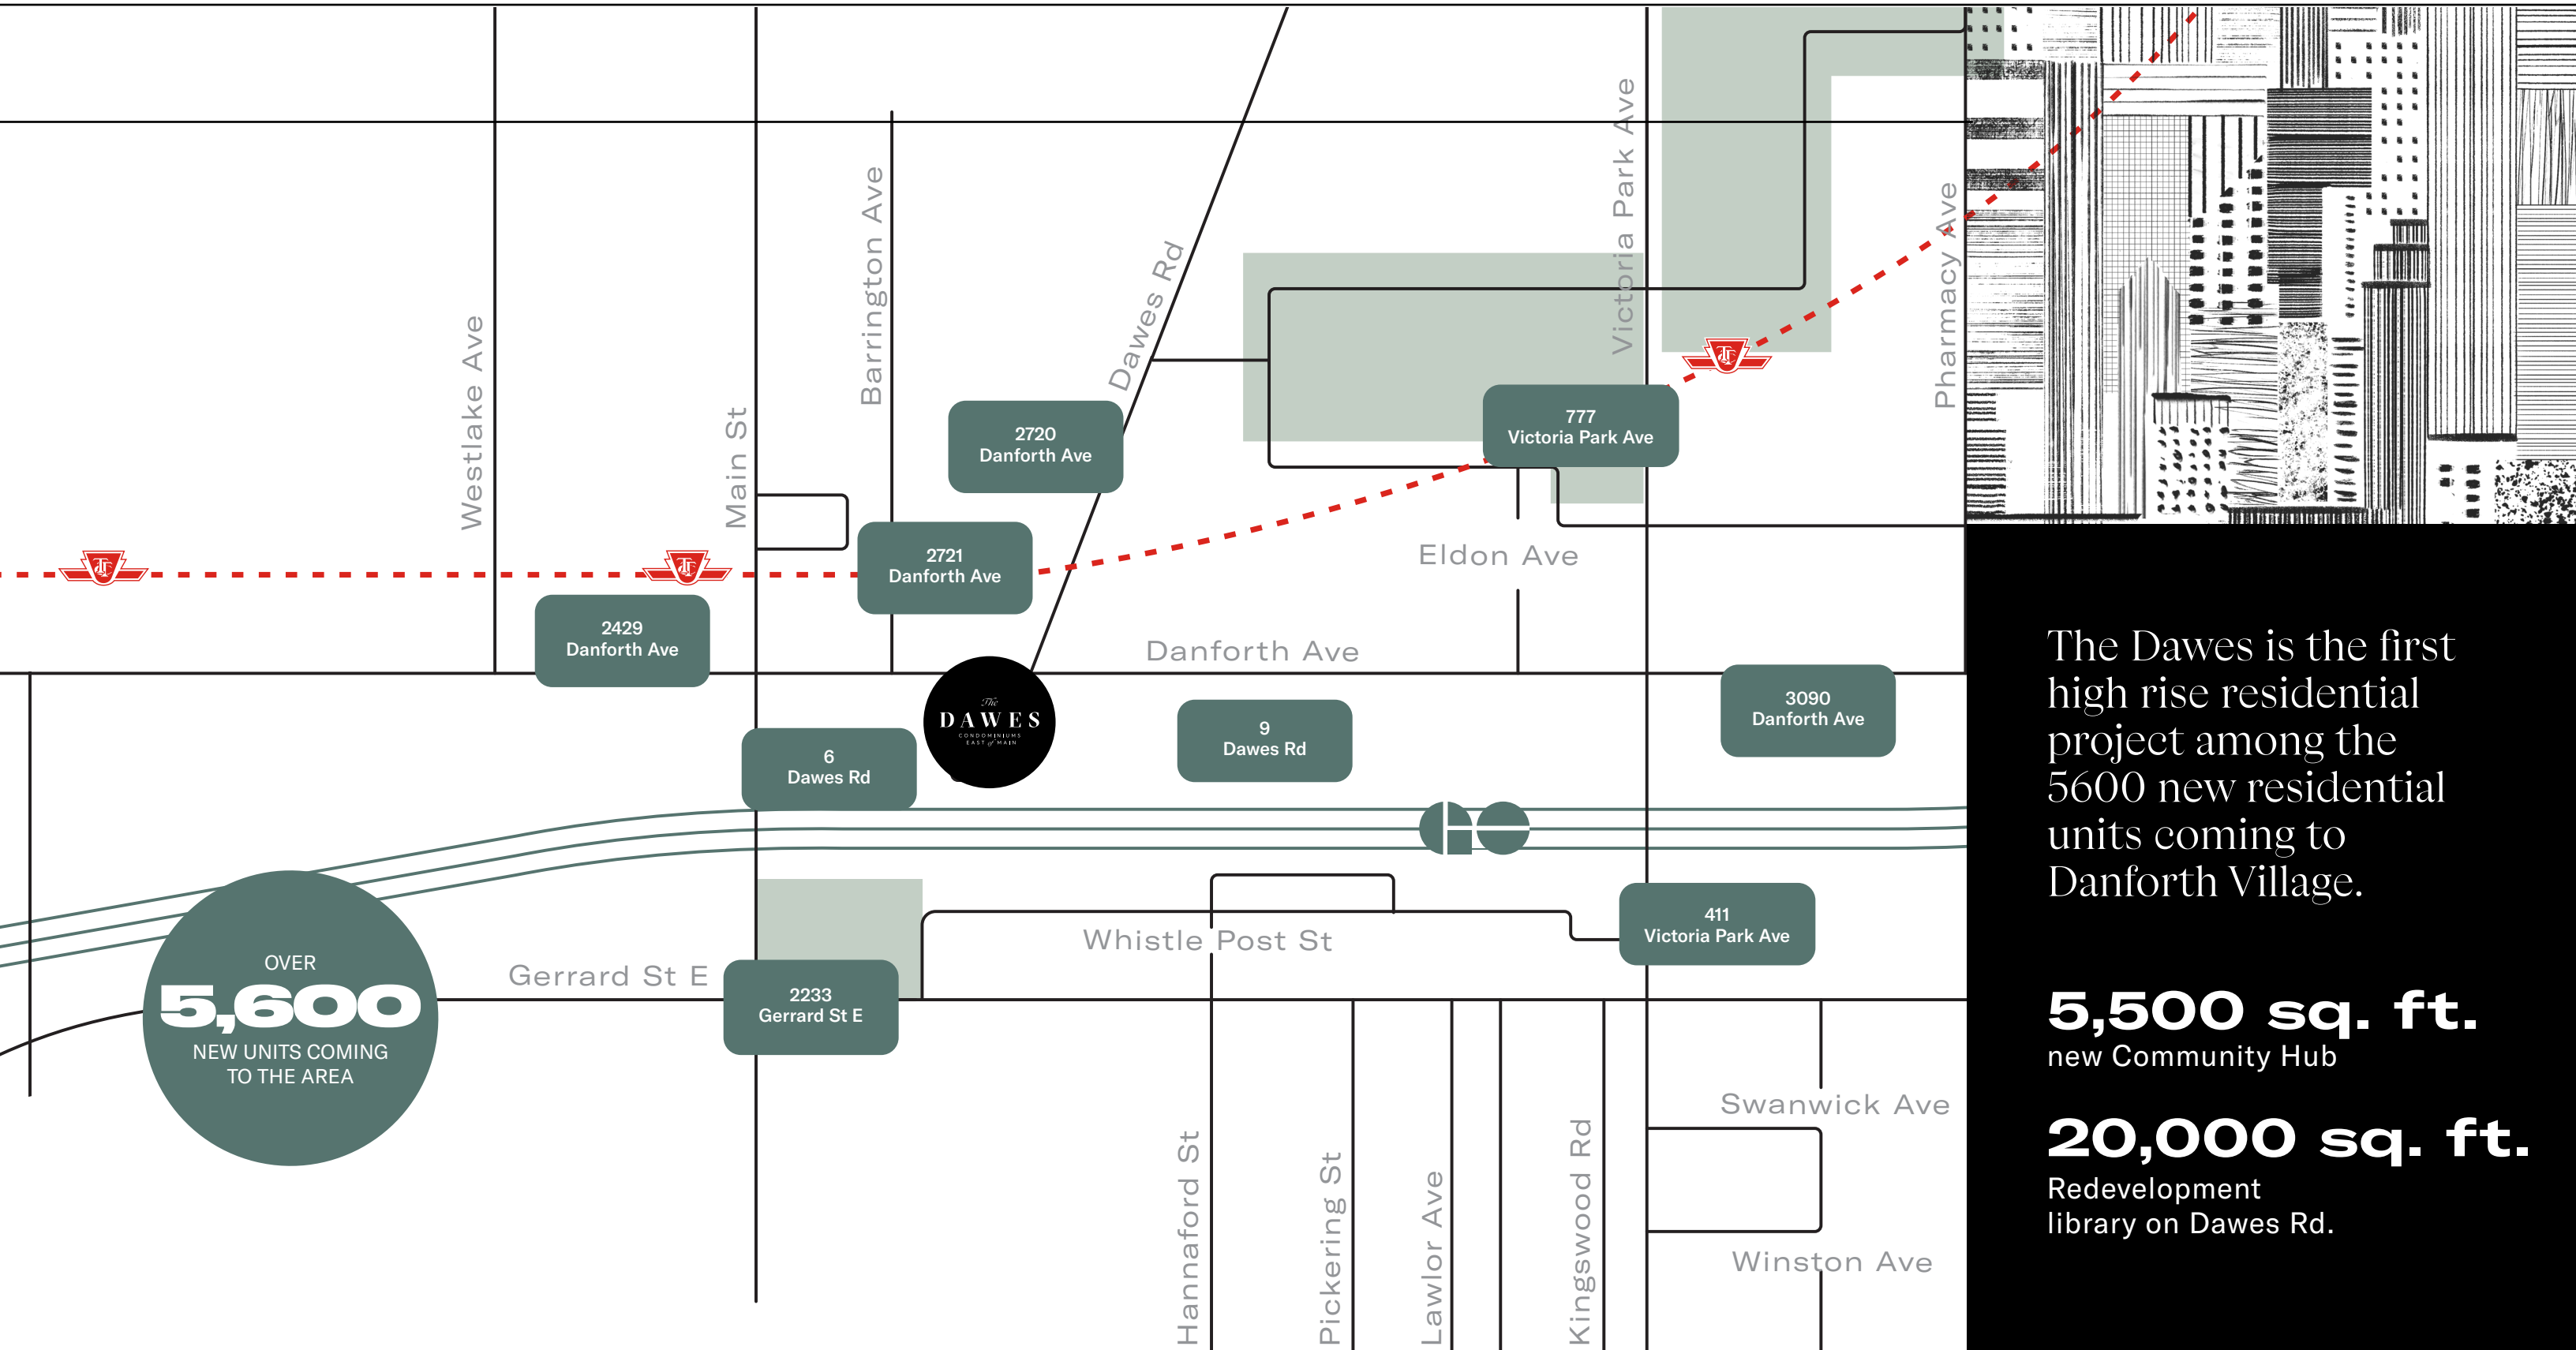 Westlake Ave
Main St
Barrington Ave
Dawes Rd
Victoria Park Ave
Pharmacy Ave
2720
Danforth Ave
777
Victoria Park Ave
2721
Danforth Ave
Eldon Ave
2429
Danforth Ave
Danforth Ave
The
DAWES
CONDOMINIUMS
EAST of MAIN
9
Dawes Rd
3090
Danforth Ave
6
Dawes Rd
411
Victoria Park Ave
Whistle Post St
Gerrard St E
2233
Gerrard St E
OVER
5,600
NEW UNITS COMING
TO THE AREA
Hannaford St
Pickering St
Lawlor Ave
Kingswood Rd
Swanwick Ave
Winston Ave
The Dawes is the first
high rise residential
project among the
5600 new residential
units coming to
Danforth Village.
5,500 sq. ft.
new Community Hub
20,000 sq. ft.
Redevelopment
library on Dawes Rd.